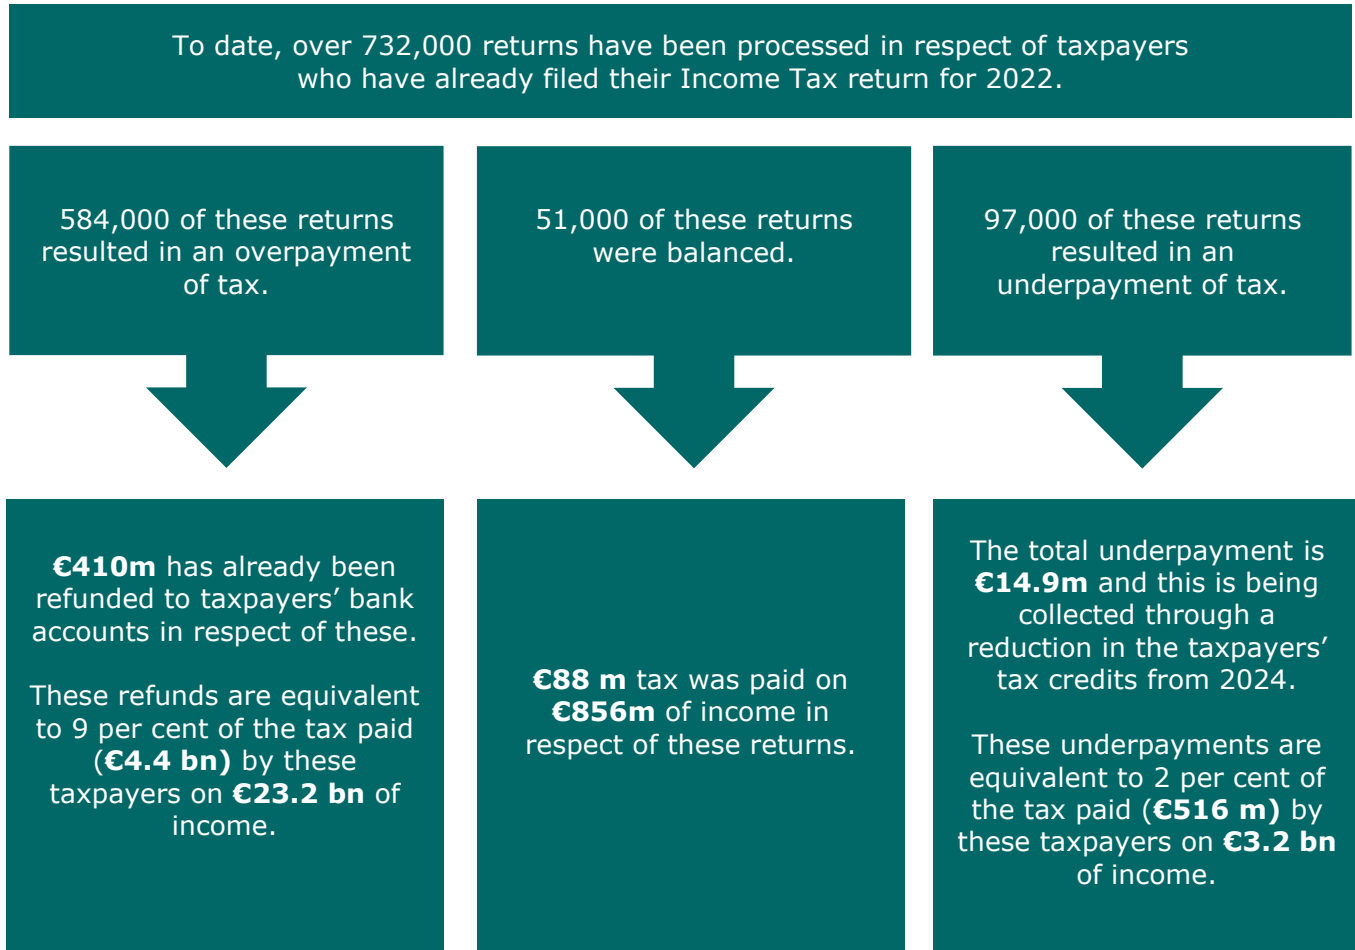 To date, over 732,000 returns have been processed in respect of taxpayers
who have already filed their Income Tax return for 2022.
584,000 of these returns
resulted in an overpayment
of tax.
51,000 of these returns
were balanced.
97,000 of these returns
resulted in an
underpayment of tax.
€410m has already been
refunded to taxpayers’ bank
accounts in respect of these.
These refunds are equivalent
to 9 per cent of the tax paid
(€4.4 bn) by these
taxpayers on €23.2 bn of
income.
€88 m tax was paid on
€856m of income in
respect of these returns.
The total underpayment is
€14.9m and this is being
collected through a
reduction in the taxpayers’
tax credits from 2024.
These underpayments are
equivalent to 2 per cent of
the tax paid (€516 m) by
these taxpayers on €3.2 bn
of income.